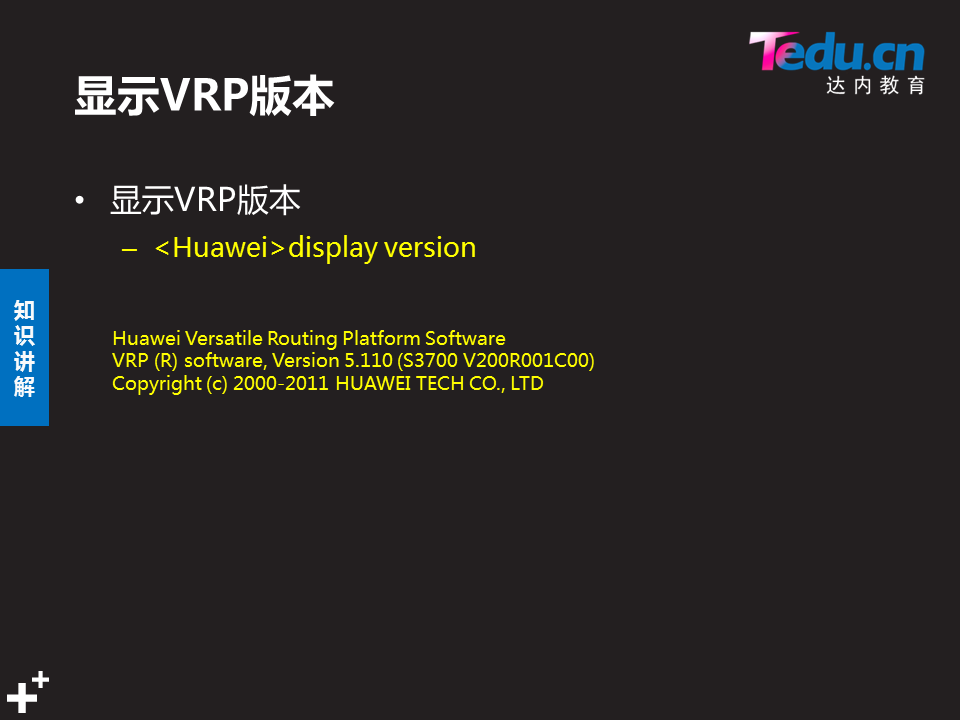 Tedu.cn
达内教育
显示VRP版本
• 显示VRP版本
– <Huawei>display version
知识讲解
Huawei Versatile Routing Platform Software
VRP (R) software, Version 5.110 (S3700 V200R001C00)
Copyright (c) 2000-2011 HUAWEI TECH CO., LTD